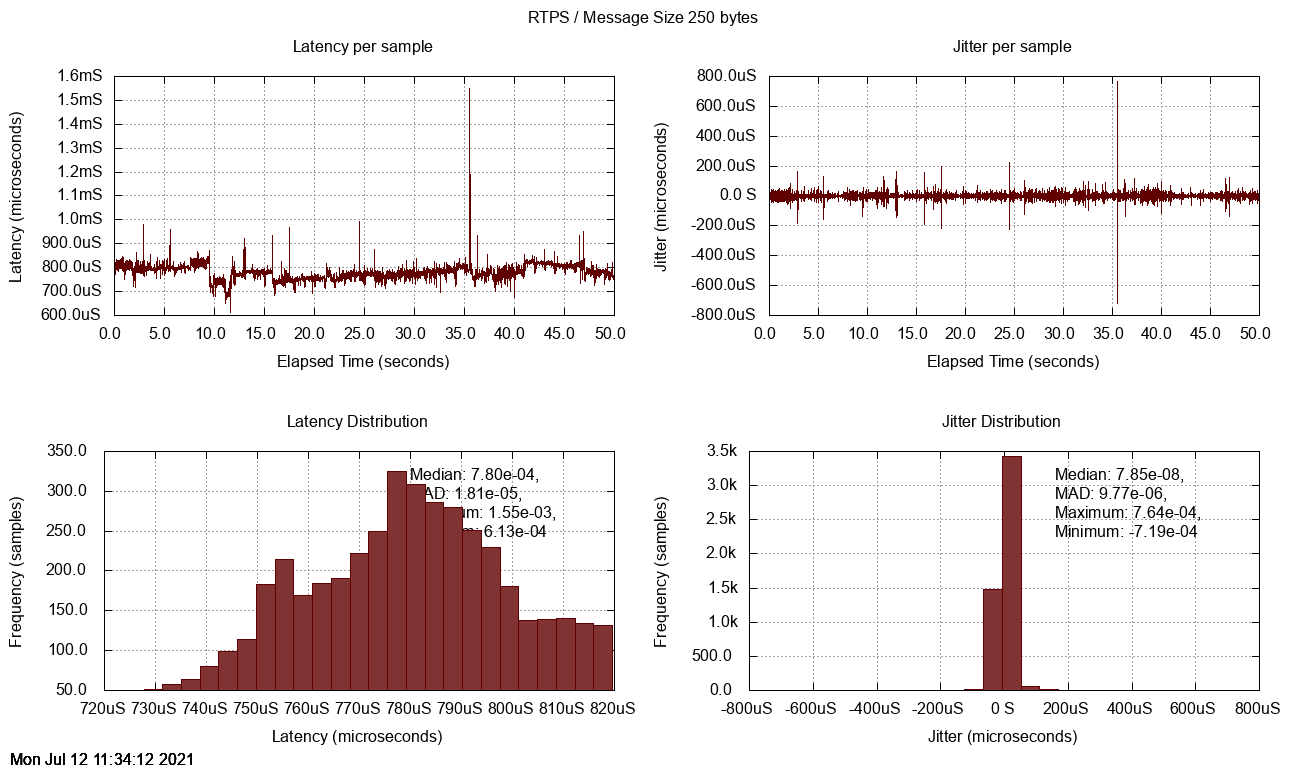 RTPS / Message Size 250 bytes
Latency per sample
Latency (microseconds)
1.6mS
1.5mS
1.4mS
1.3mS
1.2mS
1.1mS
1.0mS
900.0uS
800.0uS
700.0uS
600.0uS
0.0 5.0 10.0 15.0 20.0 25.0 30.0 35.0 40.0 45.0 50.0
Elapsed Time (seconds)
Jitter per sample
Jitter (microseconds)
800.0uS
600.0uS
400.0uS
200.0uS
0.0 S
-200.0uS
-400.0uS
-600.0uS
-800.0uS
0.0 5.0 10.0 15.0 20.0 25.0 30.0 35.0 40.0 45.0 50.0
Elapsed Time (seconds)
Latency Distribution
Frequency (samples)
350.0
300.0
250.0
200.0
150.0
100.0
50.0
Median: 7.80e-04,
1.81e-05,
1.55e-03,
6.13e-04
720uS 730uS 740uS 750uS 760uS 770uS 780uS 790uS 800uS 810uS 820uS
Latency (microseconds)
Jitter Distribution
Frequency (samples)
3.5k
3.0k
2.5k
2.0k
1.5k
1.0k
500.0
0.0
Median: 7.85e-08,
MAD: 9.77e-06,
Maximum: 7.64e-04,
Minimum: -7.19e-04
-800uS -600uS -400uS -200uS 0 S 200uS 400uS 600uS 800uS
Jitter (microseconds)
Mon Jul 12 11:34:12 2021